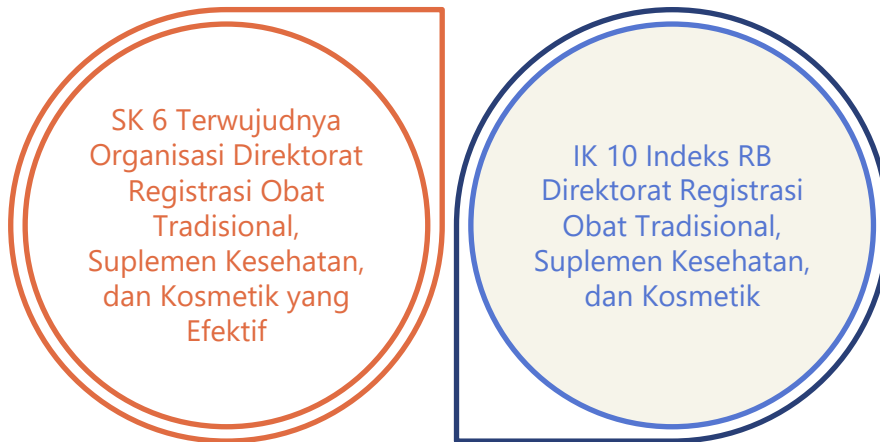 SK 6 Terwujudnya
Organisasi Direktorat
Registrasi Obat
Tradisional,
Suplemen Kesehatan,
dan Kosmetik yang
Efektif
IK 10 Indeks RB
Direktorat Registrasi
Obat Tradisional,
Suplemen Kesehatan,
dan Kosmetik